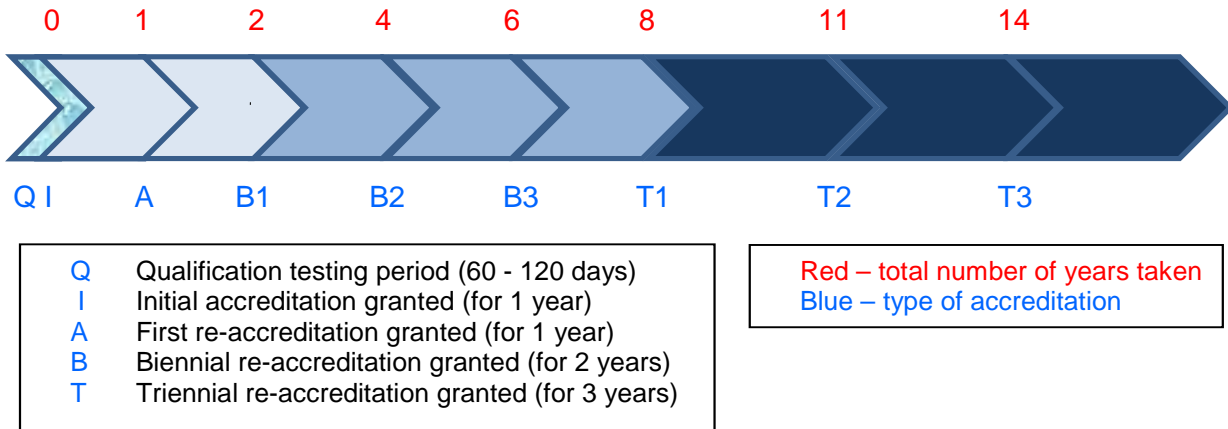 0 1 2 4 6 8 11 14
Q I A B1 B2 B3 T1 T2 T3
Q Qualification testing period (60 - 120 days)
I Initial accreditation granted (for 1 year)
A First re-accreditation granted (for 1 year)
B Biennial re-accreditation granted (for 2 years)
T Triennial re-accreditation granted (for 3 years)
Red – total number of years taken
Blue – type of accreditation